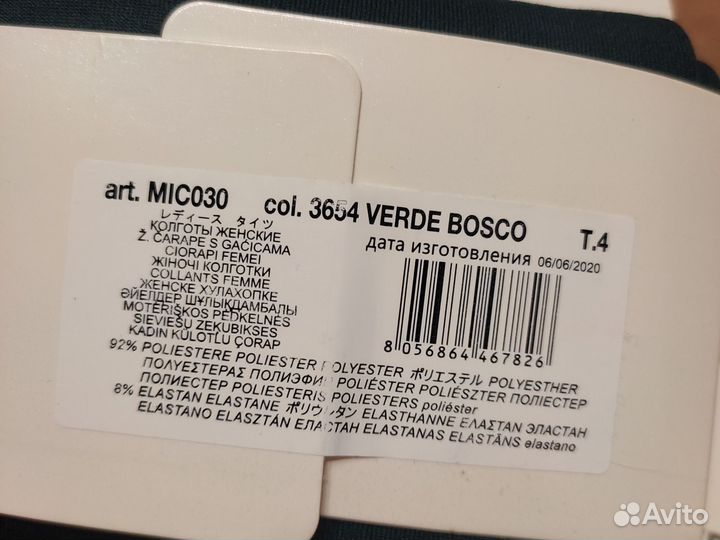 art. MIC030 col. 3654 VERDE BOSCO T.4
レディース タイツ
дата изготовления 06/06/2020
КОЛГОТЫ ЖЕНСКИЕ
Ž. ČARAPE S GAĆICAMA
CIORAPI FEMEI
ЖІНОЧІ КОЛГОТКИ
COLLANTS FEMME
ЖЕНСКЕ ХУЛАХОПКЕ
ӘЙЕЛДЕР ШҰЛЫҚДАМБАЛЫ
MOTERIŠKOS PĖDKELNĖS
SIEVIEŠU ZEĶUBIKSES
KADIN KÜLOTLU ÇORAP
8 056864 467826
92% POLIESTERE POLIESTER POLYESTER ポリエステル POLYESTHER
ΠΟΛΥΕΣΤΕΡΑΣ ПОЛИЭФИР POLIÉSTER POLIÉSZTER ПОЛІЕСТЕР
ПОЛИЕСТЕР POLIESTERIS POLIESTERS poliéster
8% ELASTAN ELASTANE ポリウレタン ELASTHANNE ΕΛΑΣΤΑΝ ЭЛАСТАН
ELASTANO ELASZTÁN ЕЛАСТАН ELASTANAS ELASTĀNS elastano
Avito